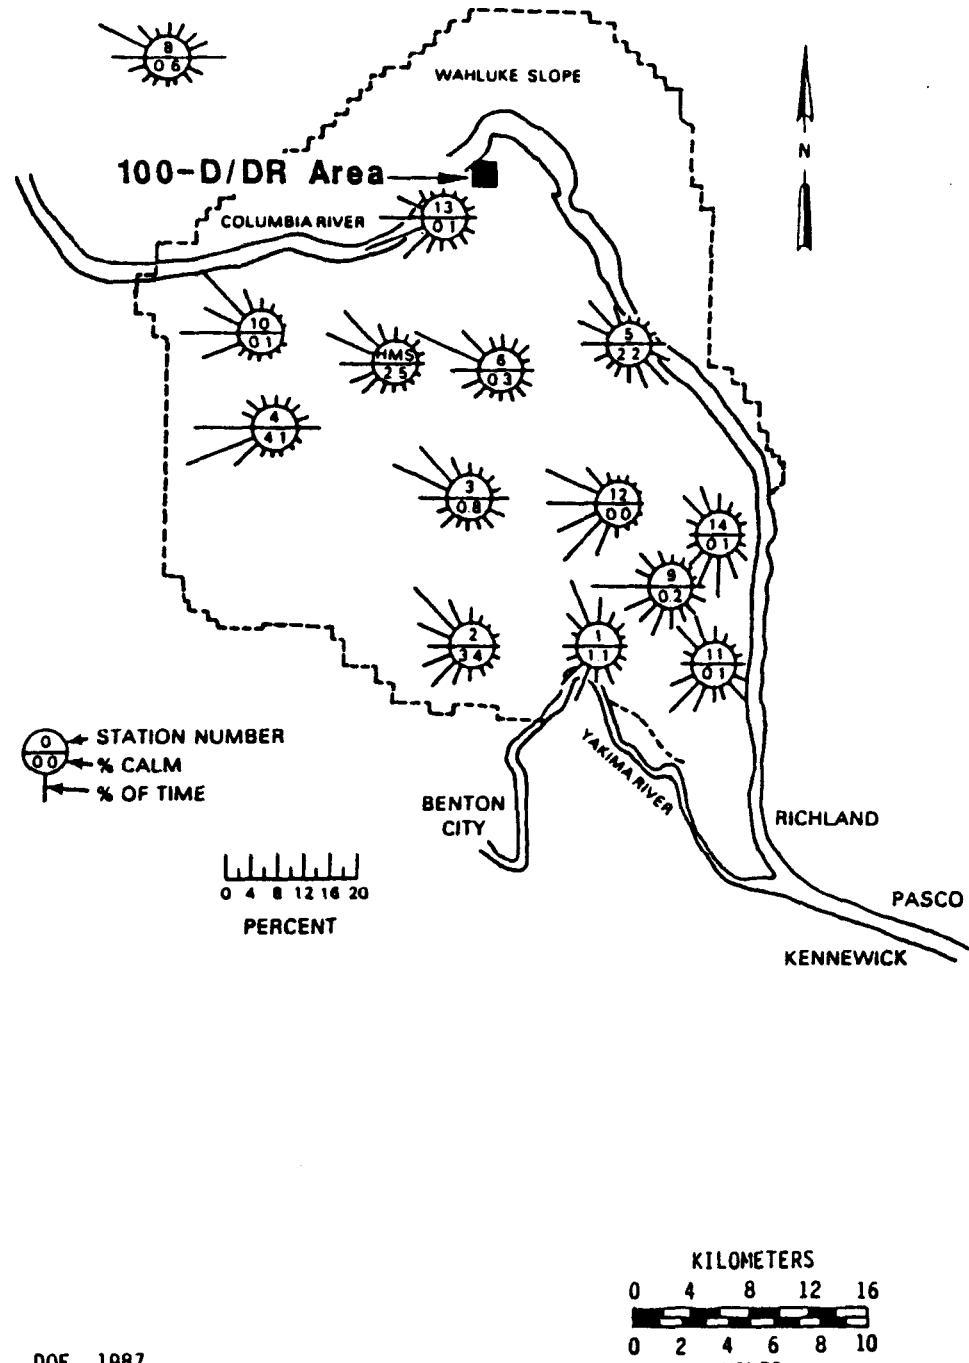 8
0 6
WAHLUKE SLOPE
N
100-D/DR Area
13
0 1
COLUMBIA RIVER
10
0 1
HMS
2 5
6
0.3
5
2 2
4
4 1
3
0.8
12
0 0
14
0 1
9
0.2
2
3 4
1
1.1
11
0 1
0
0 0
STATION NUMBER
% CALM
% OF TIME
YAKIMA RIVER
BENTON
CITY
RICHLAND
0 4 8 12 16 20
PERCENT
PASCO
KENNEWICK
KILOMETERS
0 4 8 12 16
0 2 4 6 8 10
DOE 1987